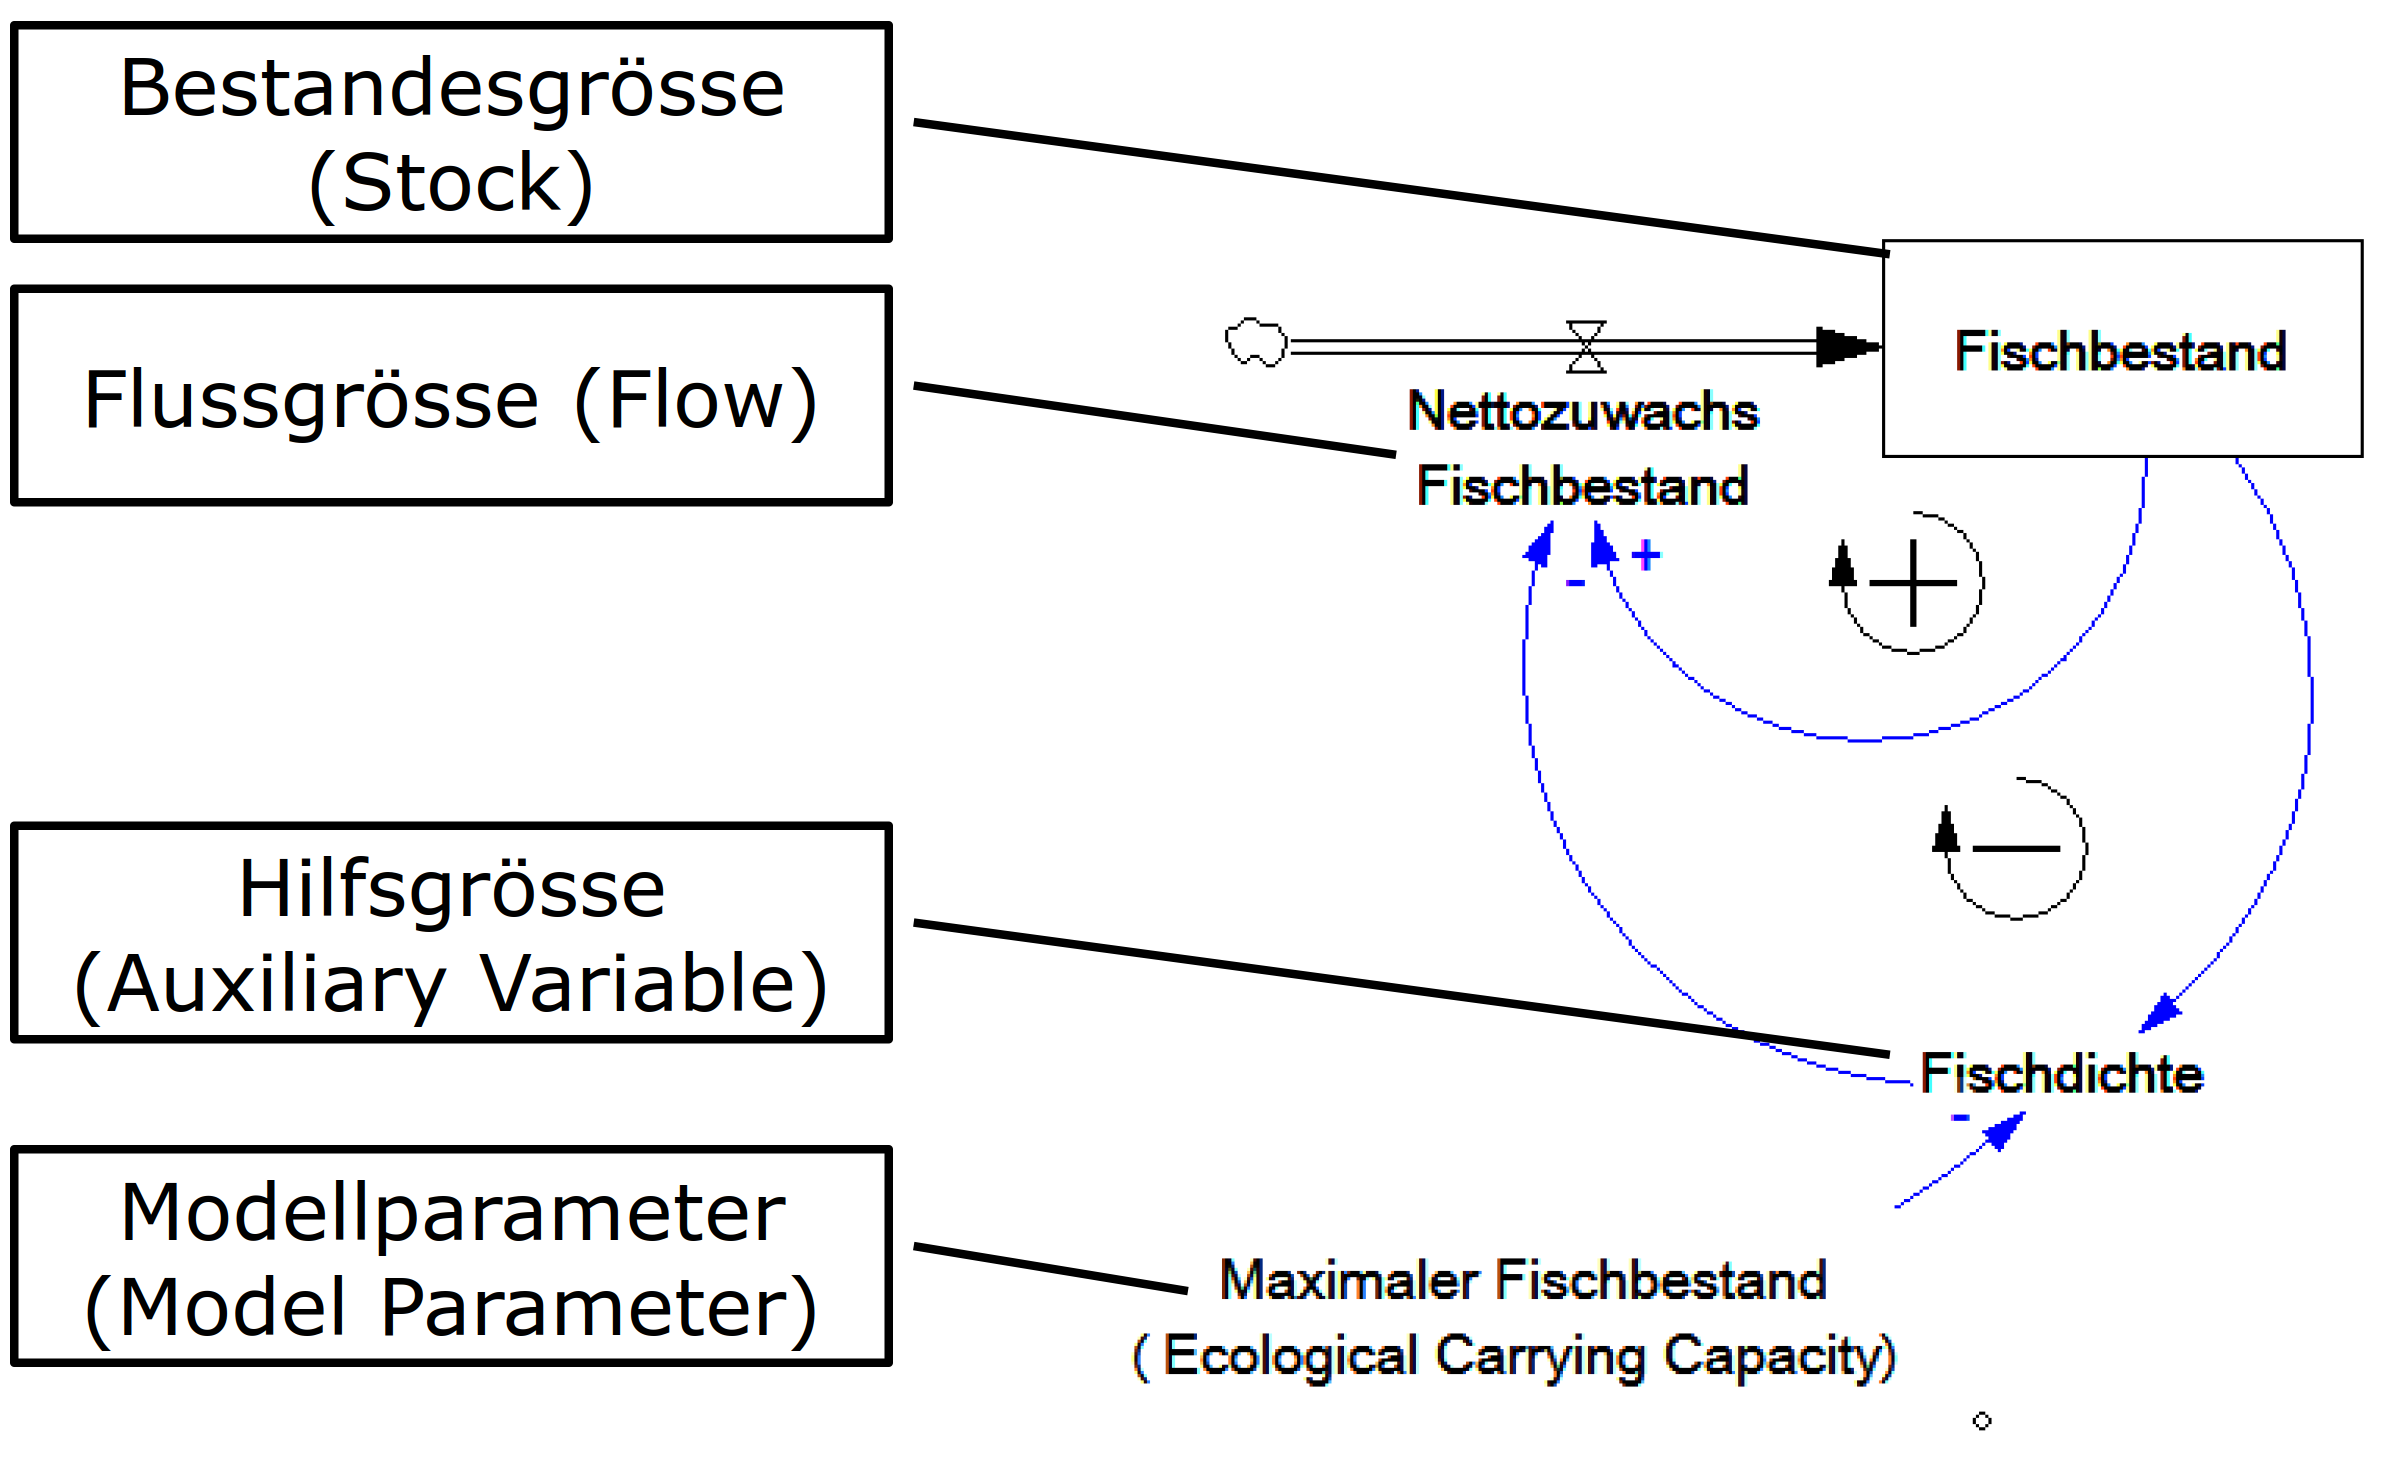 Bestandesgrösse
(Stock)
Flussgrösse (Flow)
Hilfsgrösse
(Auxiliary Variable)
Modellparameter
(Model Parameter)
Fischbestand
Nettozuwachs
Fischbestand
-
+
+
-
Fischdichte
-
Maximaler Fischbestand
( Ecological Carrying Capacity)